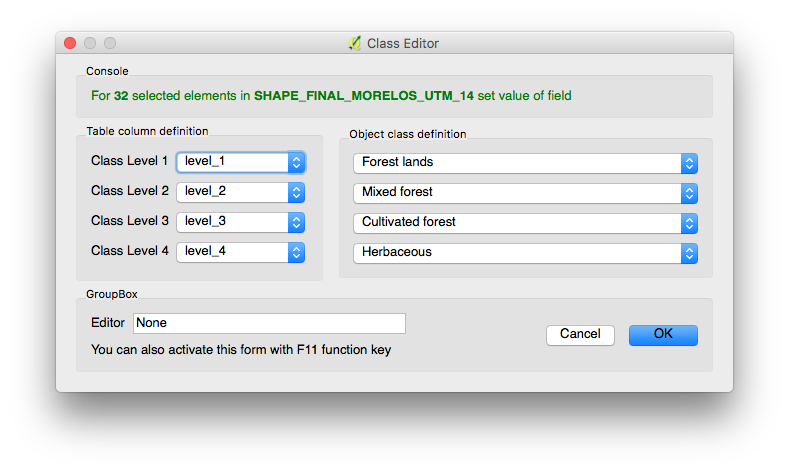 Class Editor
Console
For 32 selected elements in SHAPE_FINAL_MORELOS_UTM_14 set value of field
Table column definition
Class Level 1 level_1
Class Level 2 level_2
Class Level 3 level_3
Class Level 4 level_4
Object class definition
Forest lands
Mixed forest
Cultivated forest
Herbaceous
GroupBox
Editor None
You can also activate this form with F11 function key
Cancel OK